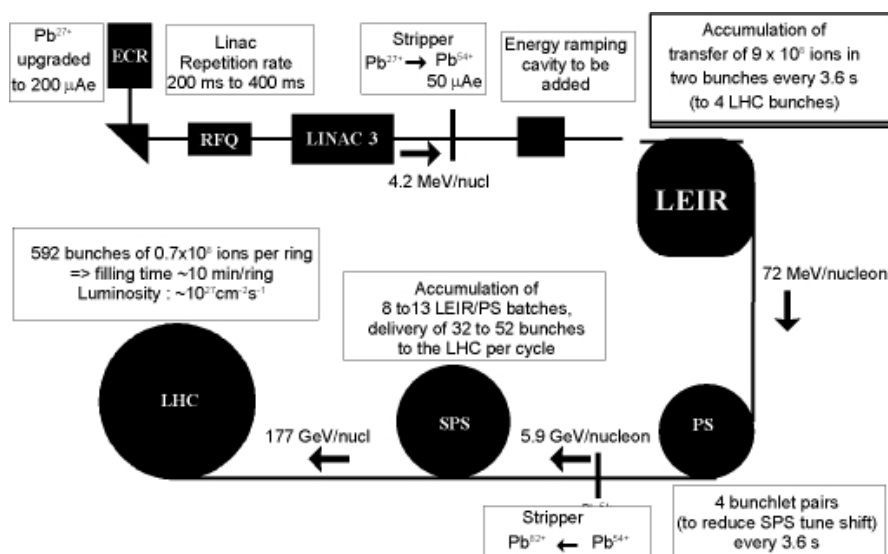 Pb²⁷⁺
upgraded
to 200 µAe
ECR
Linac
Repetition rate
200 ms to 400 ms
Stripper
Pb²⁷⁺ → Pb⁵⁴⁺
50 µAe
Energy ramping
cavity to be
added
Accumulation of
transfer of 9 x 10⁸ ions in
two bunches every 3.6 s
(to 4 LHC bunches)
RFQ
LINAC 3
4.2 MeV/nucl
LEIR
72 MeV/nucleon
592 bunches of 0.7x10⁸ ions per ring
=> filling time ~10 min/ring
Luminosity : ~10²⁷cm⁻²s⁻¹
Accumulation of
8 to13 LEIR/PS batches,
delivery of 32 to 52 bunches
to the LHC per cycle
LHC
SPS
PS
177 GeV/nucl
5.9 GeV/nucleon
Stripper
Pb⁸²⁺ ← Pb⁵⁴⁺
4 bunchlet pairs
(to reduce SPS tune shift)
every 3.6 s